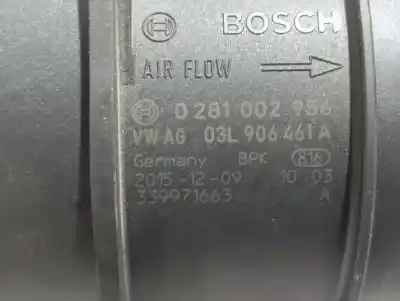 BOSCH
AIR FLOW
0 281 002 956
VW AG 03L 906 461 A
Germany BPK 816
2015-12-09 10:03
339971663 A